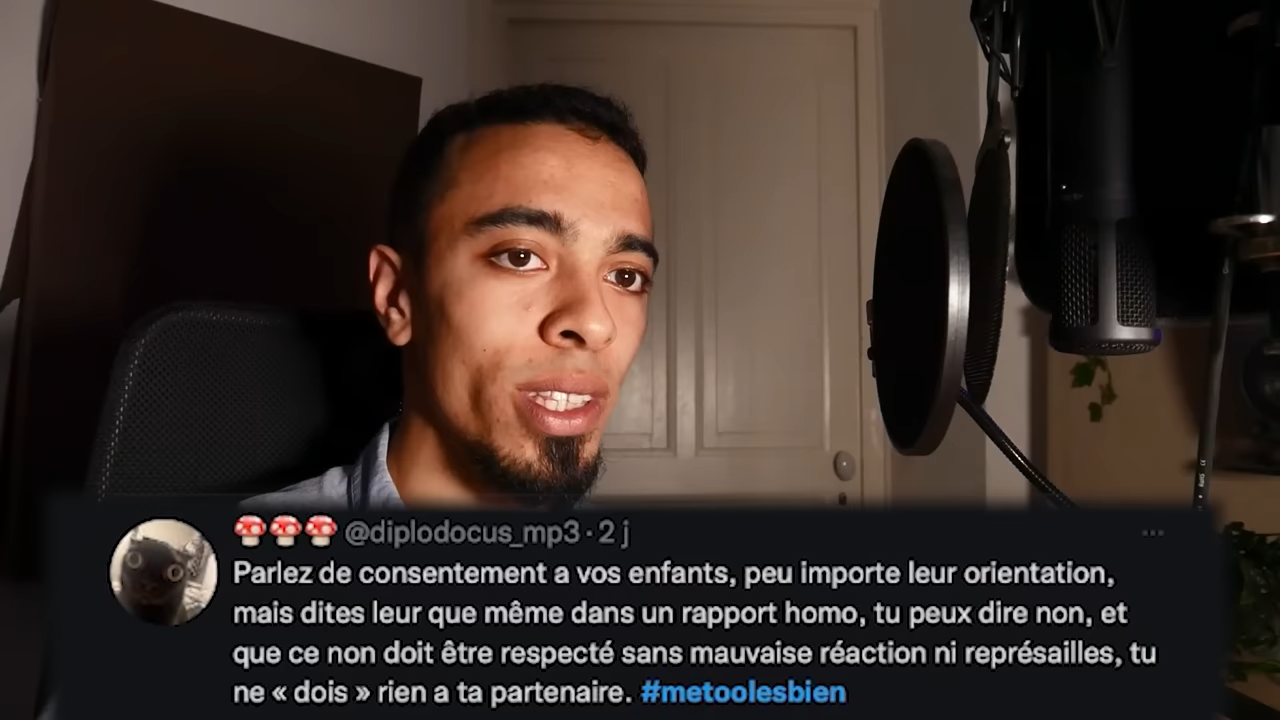 🍄🍄🍄 @diplodocus_mp3 · 2 j
Parlez de consentement a vos enfants, peu importe leur orientation,
mais dites leur que même dans un rapport homo, tu peux dire non, et
que ce non doit être respecté sans mauvaise réaction ni représailles, tu
ne « dois » rien a ta partenaire. #metoolesbien